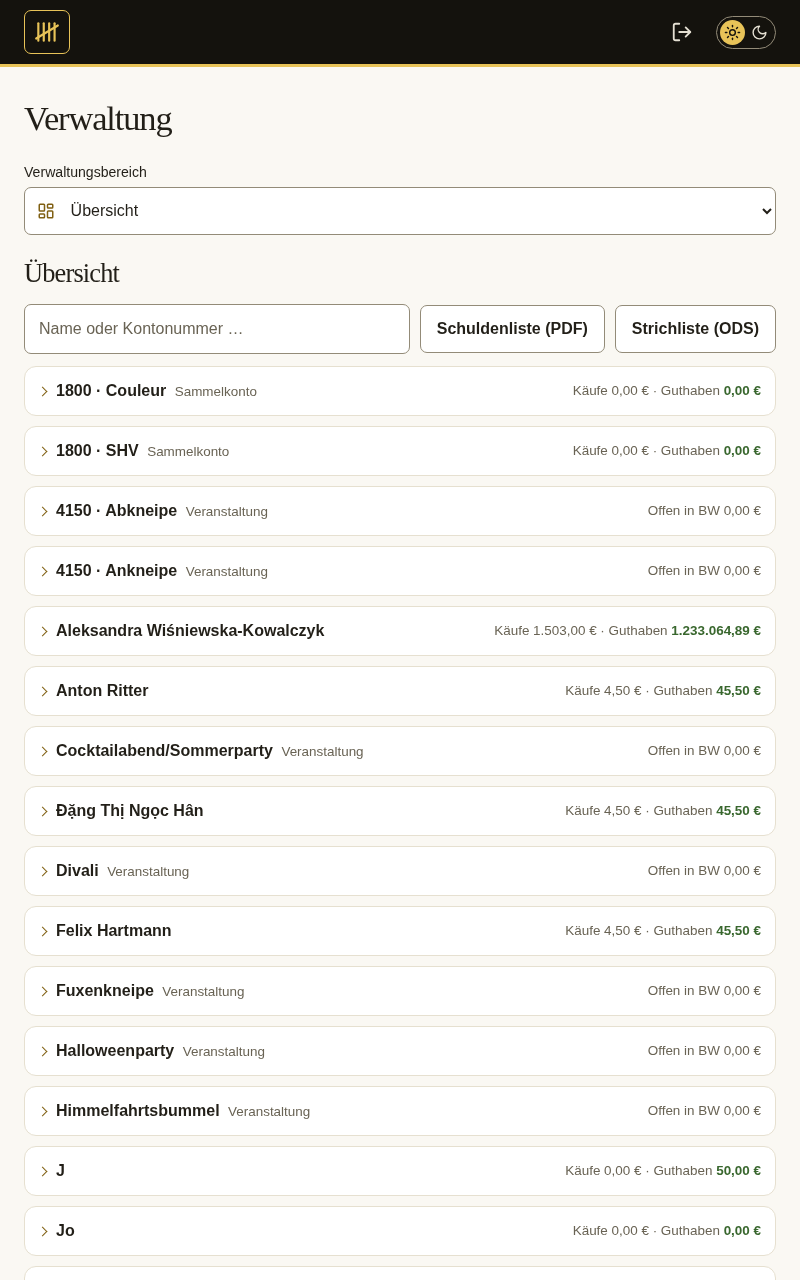 Verwaltung
Verwaltungsbereich
Übersicht
Übersicht
Name oder Kontonummer … Schuldenliste (PDF) Strichliste (ODS)
1800 · Couleur Sammelkonto Käufe 0,00 € · Guthaben 0,00 €
1800 · SHV Sammelkonto Käufe 0,00 € · Guthaben 0,00 €
4150 · Abkneipe Veranstaltung Offen in BW 0,00 €
4150 · Ankneipe Veranstaltung Offen in BW 0,00 €
Aleksandra Wiśniewska-Kowalczyk Käufe 1.503,00 € · Guthaben 1.233.064,89 €
Anton Ritter Käufe 4,50 € · Guthaben 45,50 €
Cocktailabend/Sommerparty Veranstaltung Offen in BW 0,00 €
Đặng Thị Ngọc Hân Käufe 4,50 € · Guthaben 45,50 €
Divali Veranstaltung Offen in BW 0,00 €
Felix Hartmann Käufe 4,50 € · Guthaben 45,50 €
Fuxenkneipe Veranstaltung Offen in BW 0,00 €
Halloweenparty Veranstaltung Offen in BW 0,00 €
Himmelfahrtsbummel Veranstaltung Offen in BW 0,00 €
J Käufe 0,00 € · Guthaben 50,00 €
Jo Käufe 0,00 € · Guthaben 0,00 €